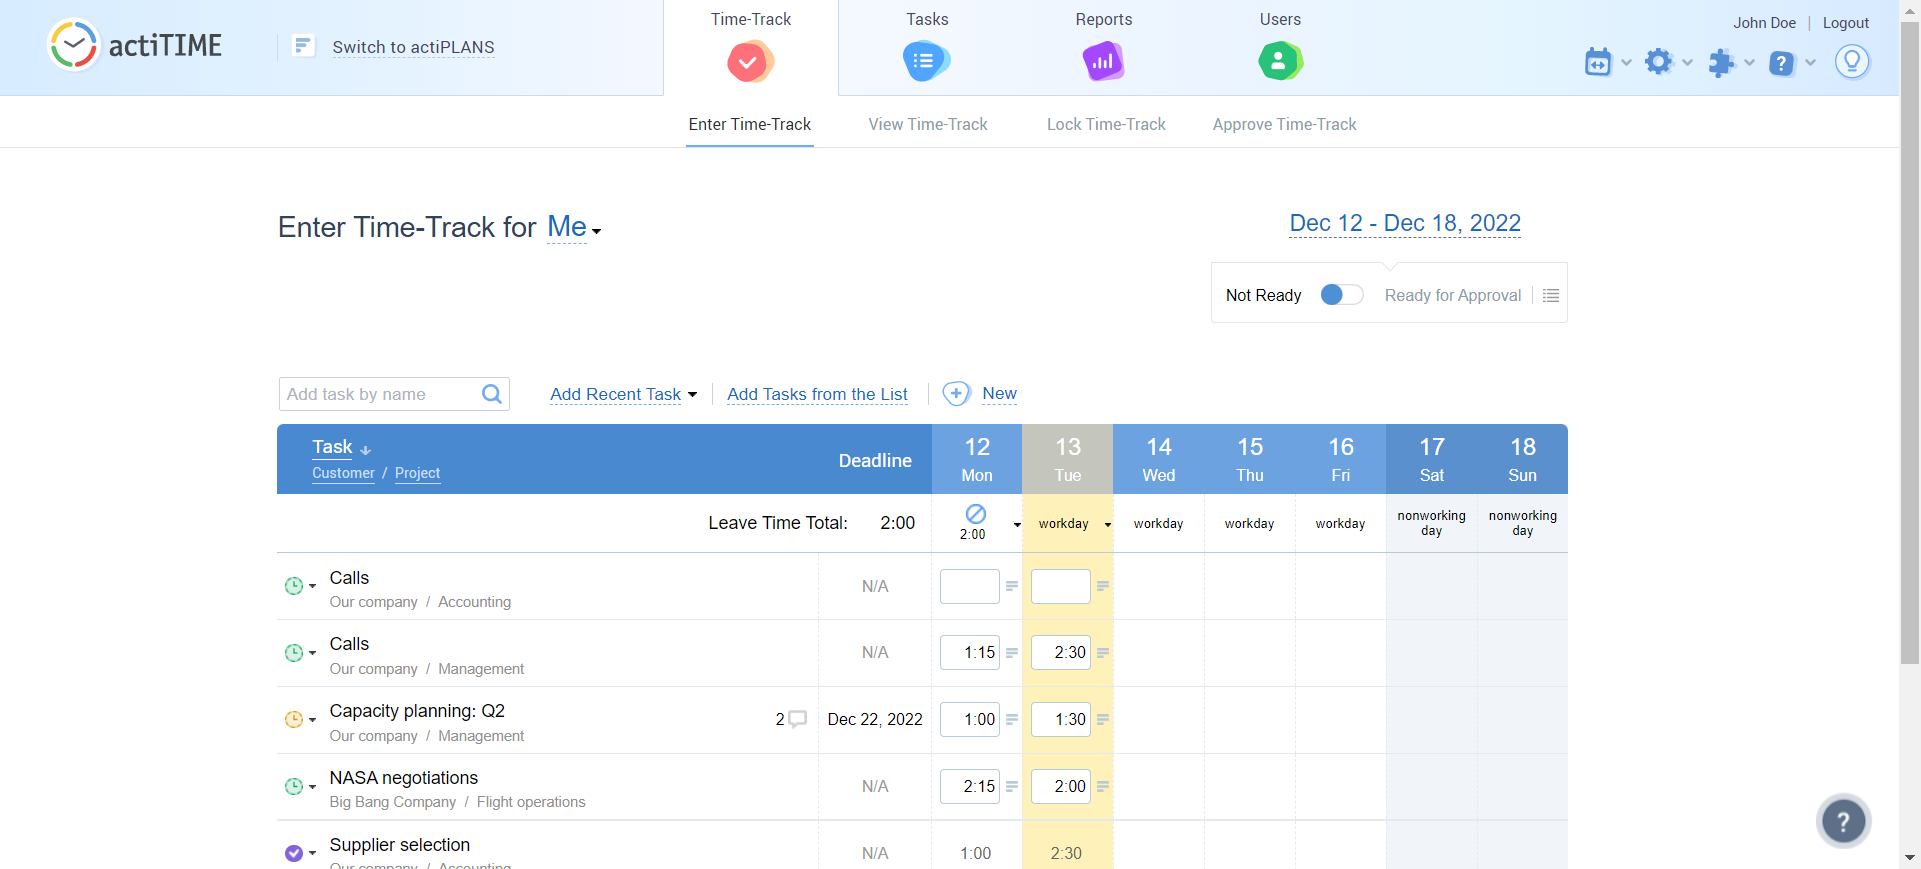 actiTIME
Switch to actiPLANS
Time-Track
Tasks
Reports
Users
John Doe | Logout
Enter Time-Track
View Time-Track
Lock Time-Track
Approve Time-Track
Enter Time-Track for Me
Dec 12 - Dec 18, 2022
Not Ready
Ready for Approval
Add task by name
Add Recent Task
Add Tasks from the List
New
Task
Customer / Project
Deadline
12
Mon
13
Tue
14
Wed
15
Thu
16
Fri
17
Sat
18
Sun
Leave Time Total: 2:00
2:00
workday
workday
workday
workday
nonworking
day
nonworking
day
Calls
Our company / Accounting
N/A
Calls
Our company / Management
N/A
1:15
2:30
Capacity planning: Q2
Our company / Management
2
Dec 22, 2022
1:00
1:30
NASA negotiations
Big Bang Company / Flight operations
N/A
2:15
2:00
Supplier selection
Our company / Accounting
N/A
1:00
2:30
?
?